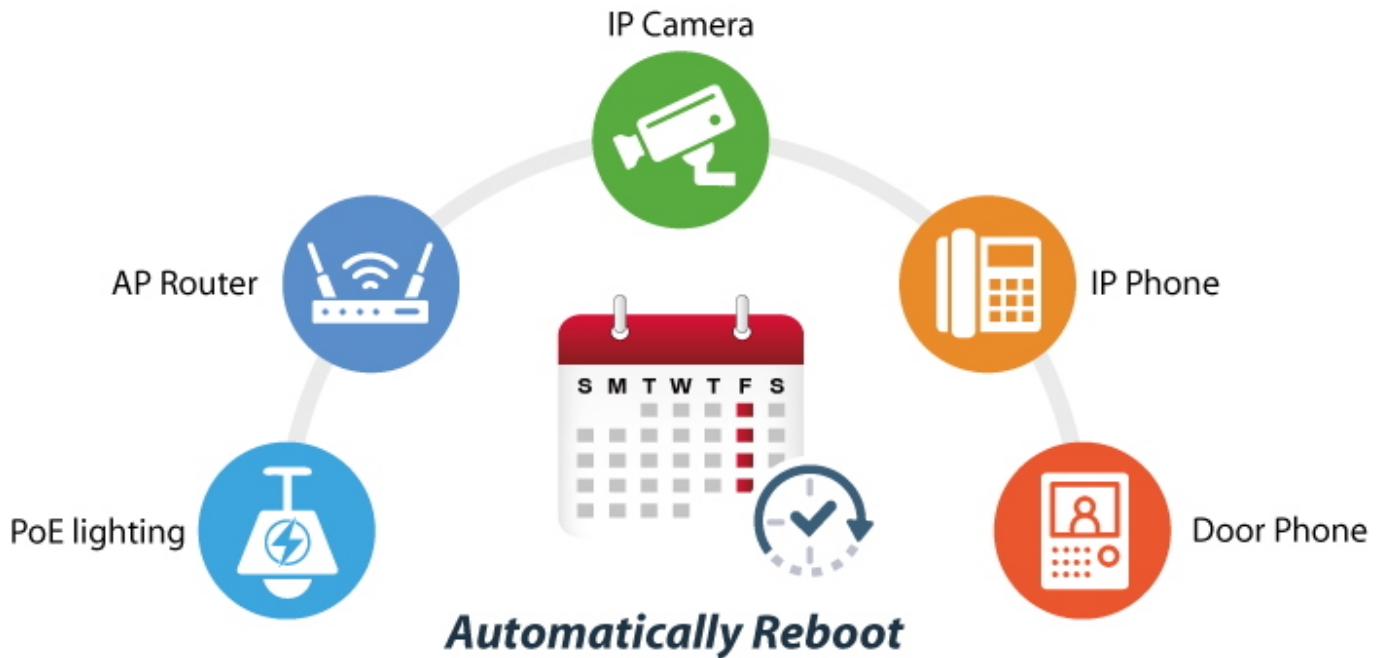 IP Camera
AP Router
IP Phone
S M T W T F S
PoE lighting
Door Phone
Automatically Reboot